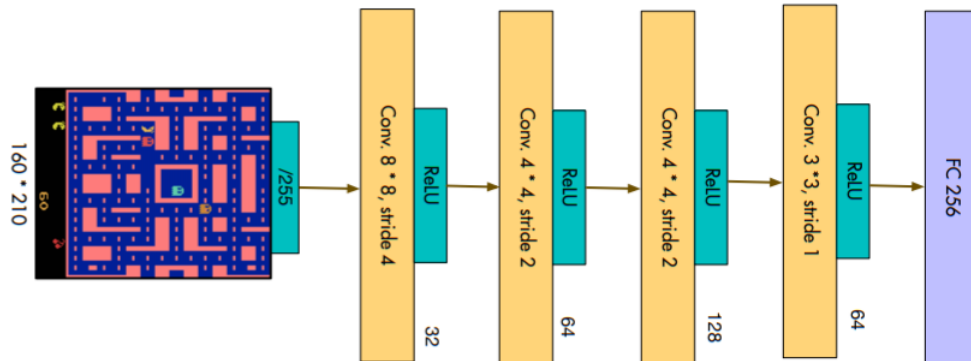 160 * 210
60
/255
Conv. 8 * 8, stride 4
ReLU
32
Conv. 4 * 4, stride 2
ReLU
64
Conv. 4 * 4, stride 2
ReLU
128
Conv. 3 *3, stride 1
ReLU
64
FC 256